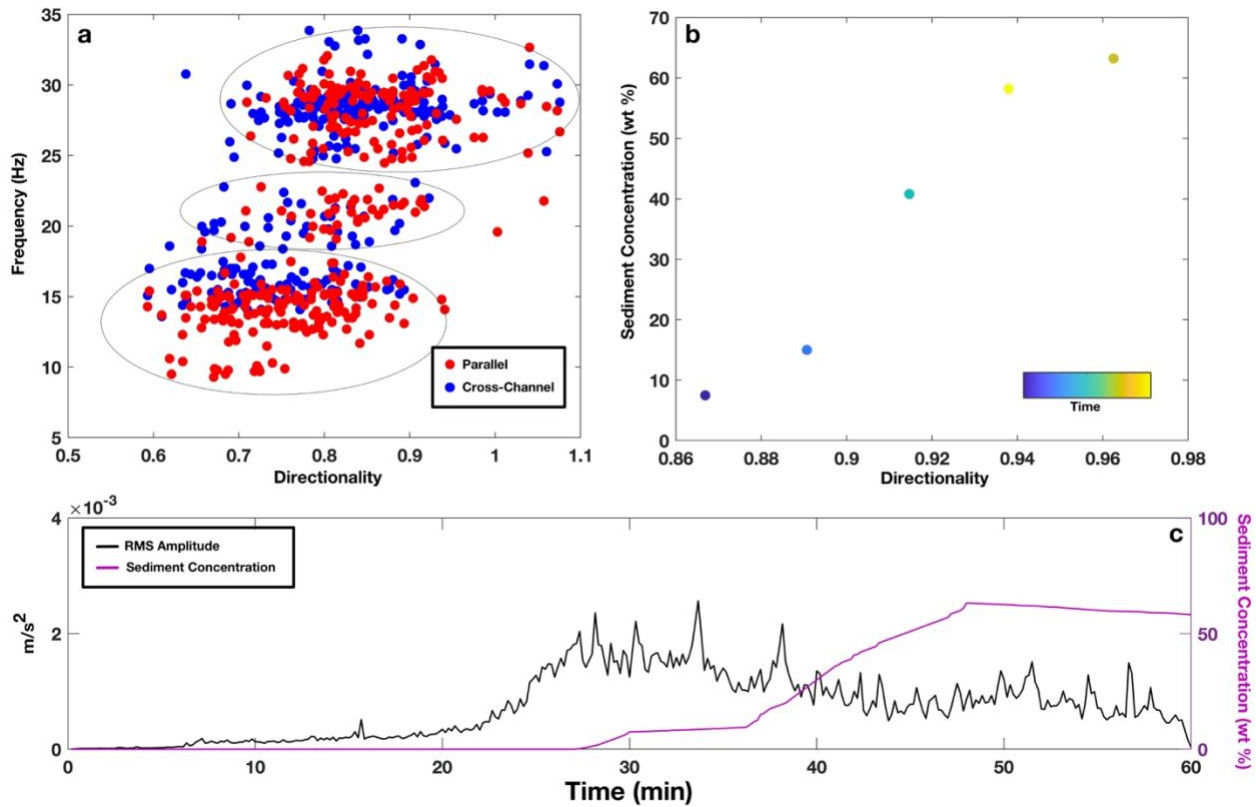 a
35
30
25
20
15
10
5
Frequency (Hz)
0.5 0.6 0.7 0.8 0.9 1 1.1
Directionality
Parallel
Cross-Channel
b
70
60
50
40
30
20
10
0
Sediment Concentration (wt %)
0.86 0.88 0.9 0.92 0.94 0.96 0.98
Directionality
Time
c
×10-3
4
2
0
m/s2
RMS Amplitude
Sediment Concentration
100
50
0
Sediment Concentration (wt %)
0 10 20 30 40 50 60
Time (min)